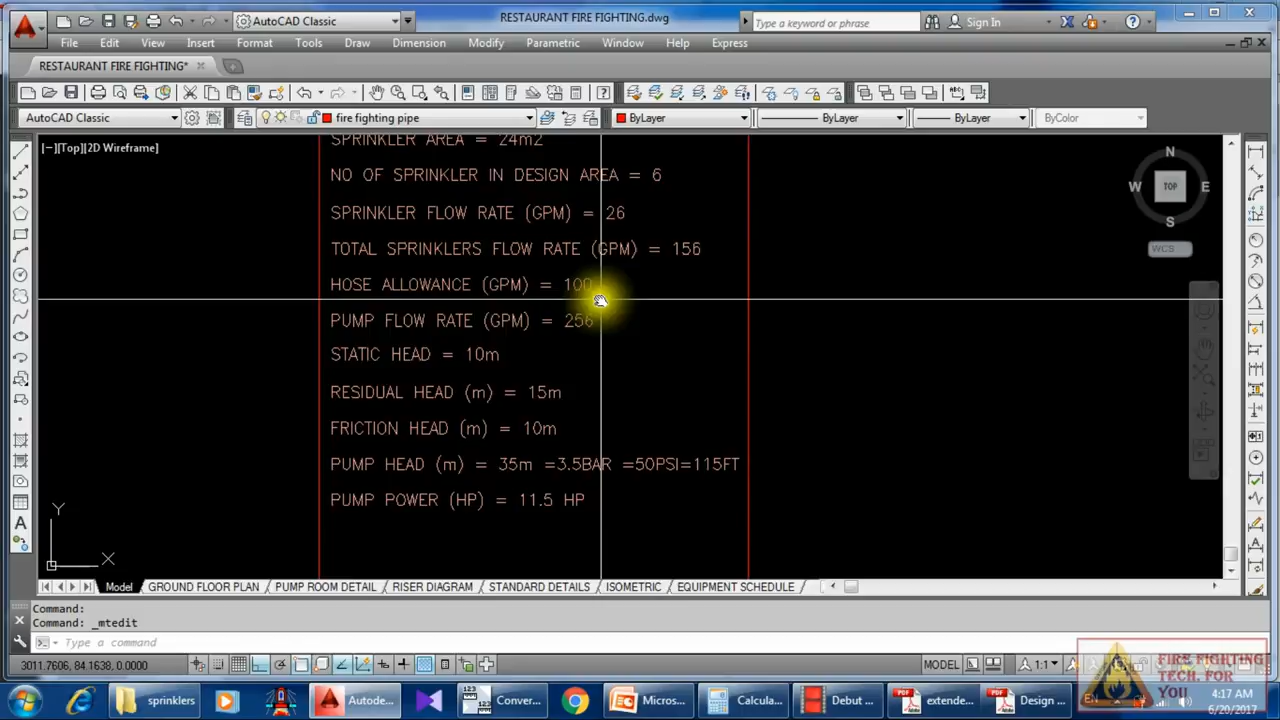 AutoCAD Classic
RESTAURANT FIRE FIGHTING.dwg
Type a keyword or phrase
Sign In
File Edit View Insert Format Tools Draw Dimension Modify Parametric Window Help Express
RESTAURANT FIRE FIGHTING*
AutoCAD Classic
fire fighting pipe
ByLayer
ByLayer
ByLayer
ByColor
[−][Top][2D Wireframe]
N
W TOP E
S
WCS
SPRINKLER AREA = 24m2
NO OF SPRINKLER IN DESIGN AREA = 6
SPRINKLER FLOW RATE (GPM) = 26
TOTAL SPRINKLERS FLOW RATE (GPM) = 156
HOSE ALLOWANCE (GPM) = 100
PUMP FLOW RATE (GPM) = 256
STATIC HEAD = 10m
RESIDUAL HEAD (m) = 15m
FRICTION HEAD (m) = 10m
PUMP HEAD (m) = 35m =3.5BAR =50PSI=115FT
PUMP POWER (HP) = 11.5 HP
Y
X
Model GROUND FLOOR PLAN PUMP ROOM DETAIL RISER DIAGRAM STANDARD DETAILS ISOMETRIC EQUIPMENT SCHEDULE
Command:
Command: _mtedit
Type a command
3011.7606, 84.1638, 0.0000
MODEL
1:1
FIRE FIGHTING
TECH. FOR
YOU
sprinklers
Autode...
Conver...
Micros...
Calcula...
Debut ...
extende...
Design ...
EN
4:17 AM
6/20/2017